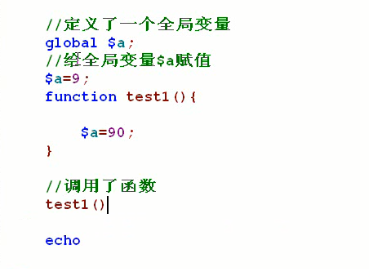 //定义了一个全局变量
global $a;
//给全局变量$a赋值
$a=9;
function test1(){
$a=90;
}
//调用了函数
test1()
echo